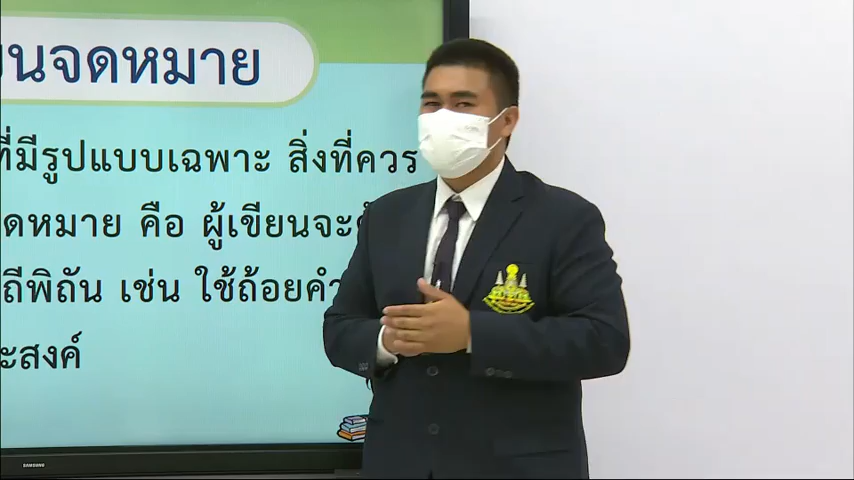 นจดหมาย
ที่มีรูปแบบเฉพาะ สิ่งที่ควร
ดหมาย คือ ผู้เขียนจะ
ถีพิถัน เช่น ใช้ถ้อยคำ
ะสงค์
SAMSUNG